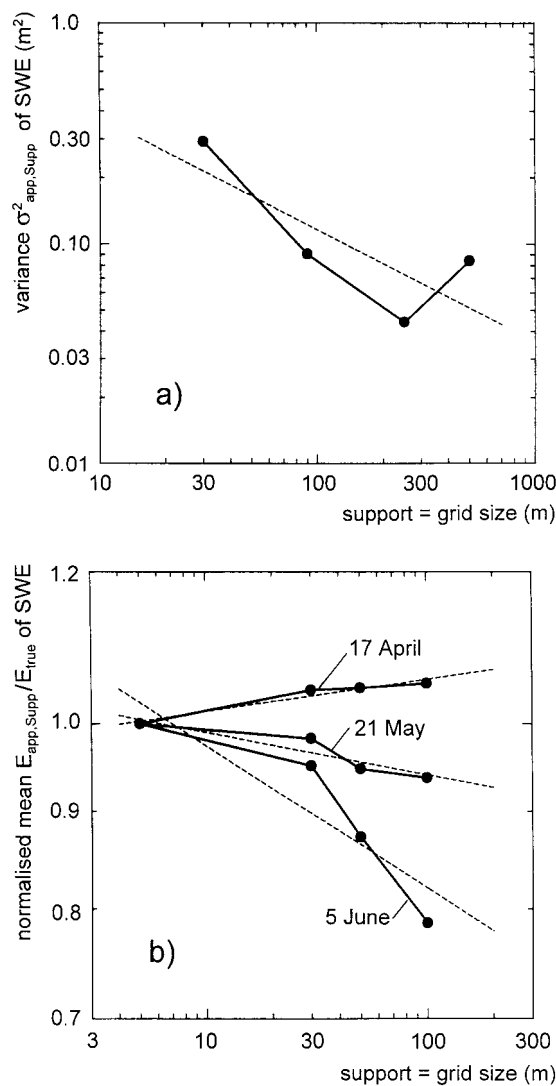 variance σ²app,Supp of SWE (m²)
1.0
0.30
0.10
0.03
0.01
a)
10 30 100 300 1000
support = grid size (m)
normalised mean Eapp,Supp/Etrue of SWE
1.2
1.0
0.9
0.8
0.7
17 April
21 May
5 June
b)
3 10 30 100 300
support = grid size (m)